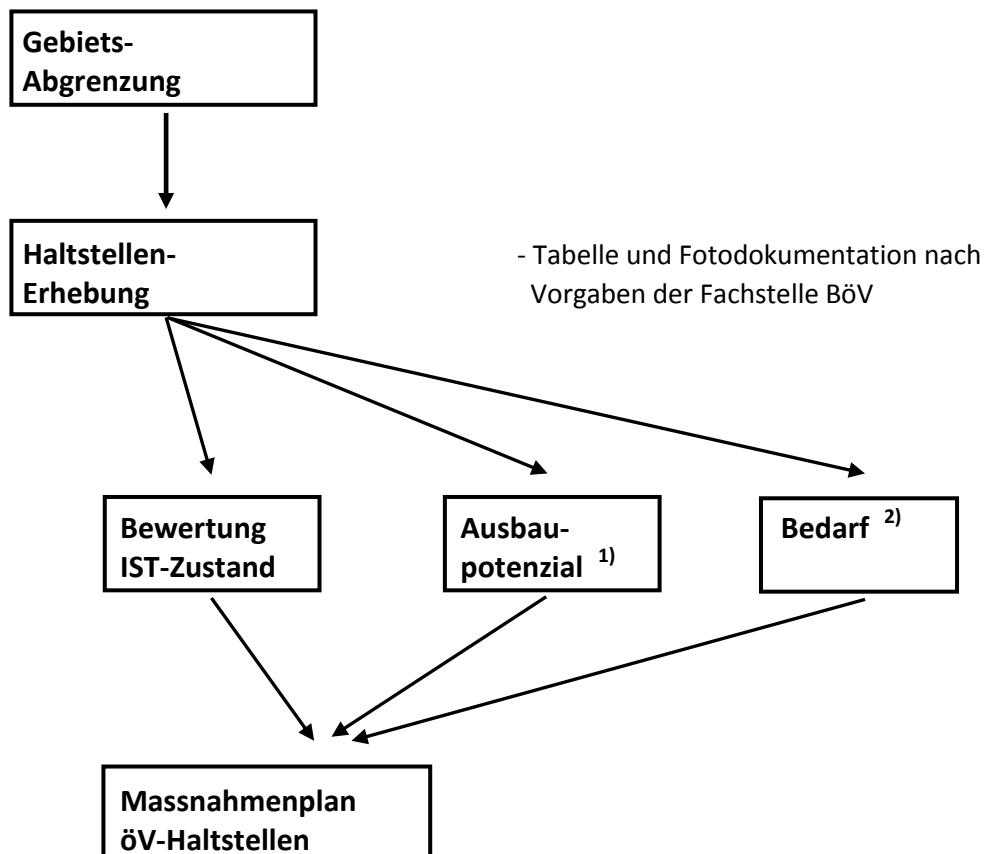 Gebiets-
Abgrenzung
Haltstellen-
Erhebung
- Tabelle und Fotodokumentation nach
Vorgaben der Fachstelle BöV
Bewertung
IST-Zustand
Ausbau-
potenzial 1)
Bedarf 2)
Massnahmenplan
öV-Haltstellen